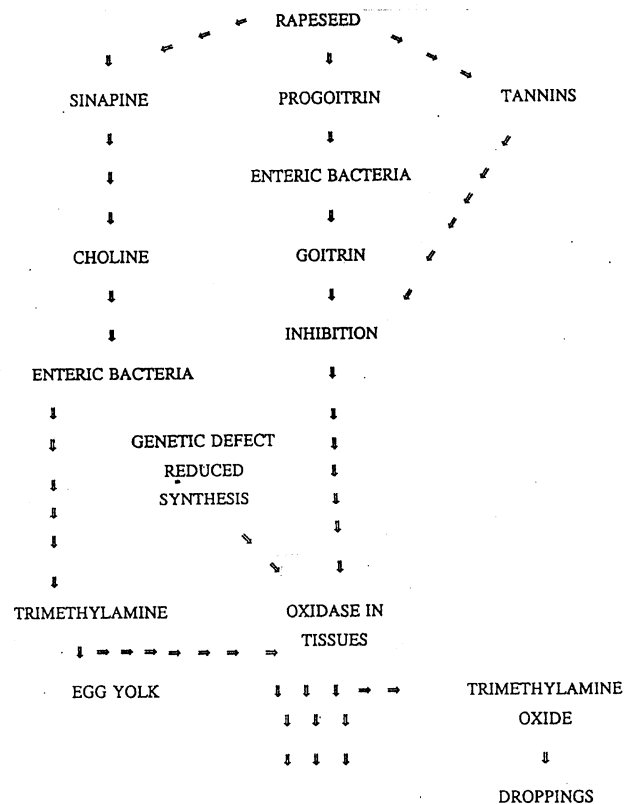 RAPESEED
SINAPINE PROGOITRIN TANNINS
ENTERIC BACTERIA
CHOLINE GOITRIN
INHIBITION
ENTERIC BACTERIA
GENETIC DEFECT
REDUCED
SYNTHESIS
TRIMETHYLAMINE OXIDASE IN
TISSUES
EGG YOLK TRIMETHYLAMINE
OXIDE
DROPPINGS